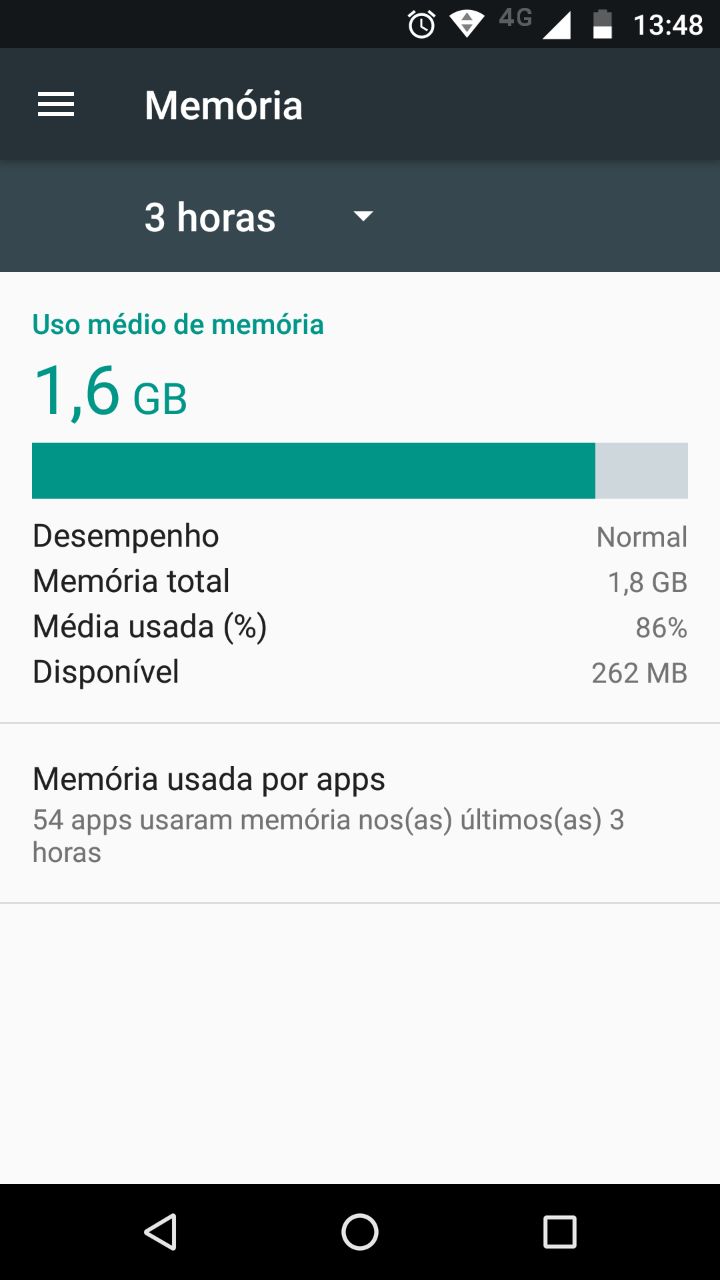 4G 13:48
Memória
3 horas
Uso médio de memória
1,6 GB
Desempenho Normal
Memória total 1,8 GB
Média usada (%) 86%
Disponível 262 MB
Memória usada por apps
54 apps usaram memória nos(as) últimos(as) 3
horas